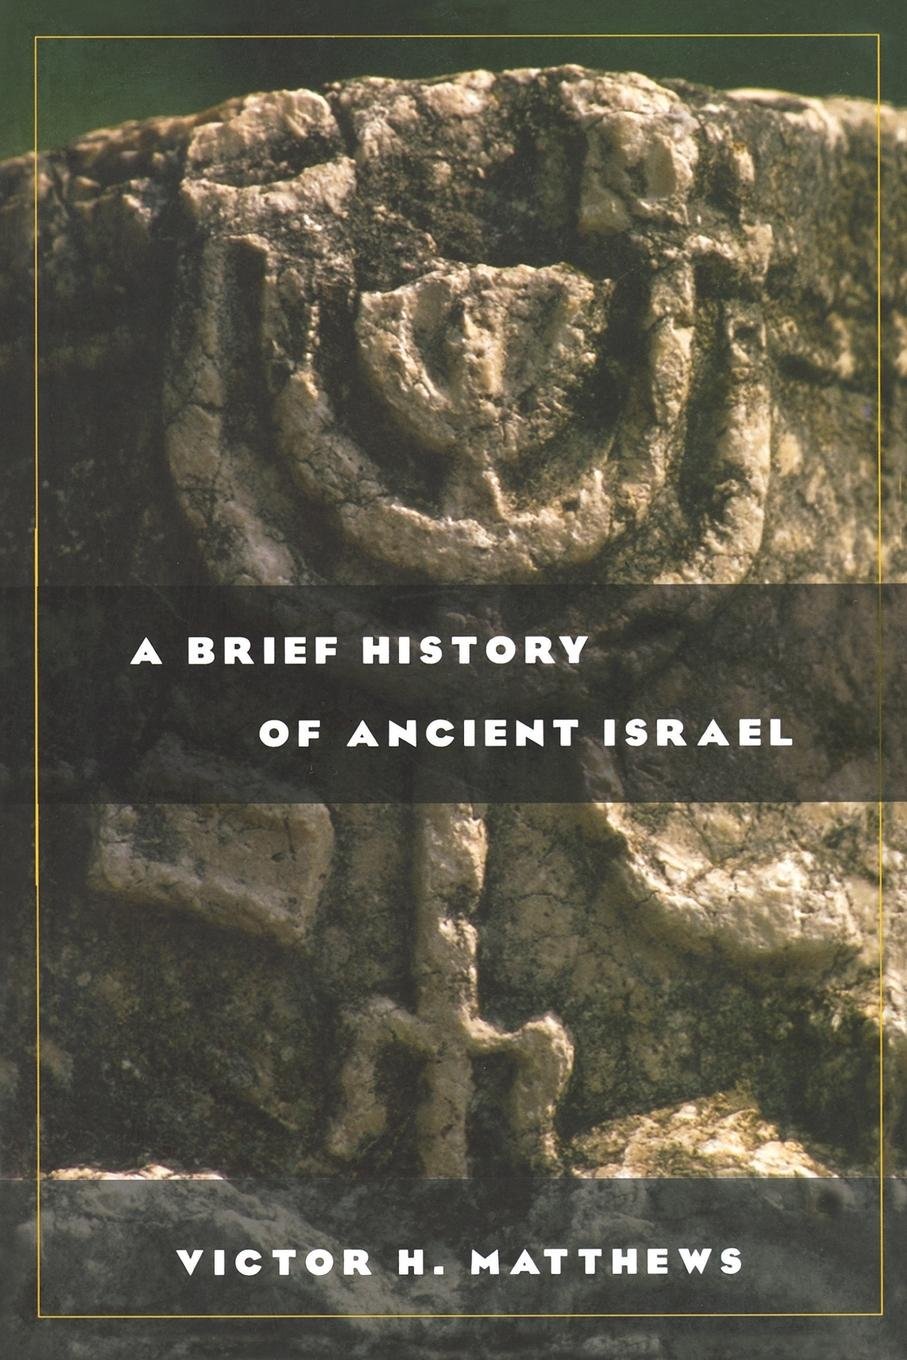 A BRIEF HISTORY
OF ANCIENT ISRAEL
VICTOR H. MATTHEWS